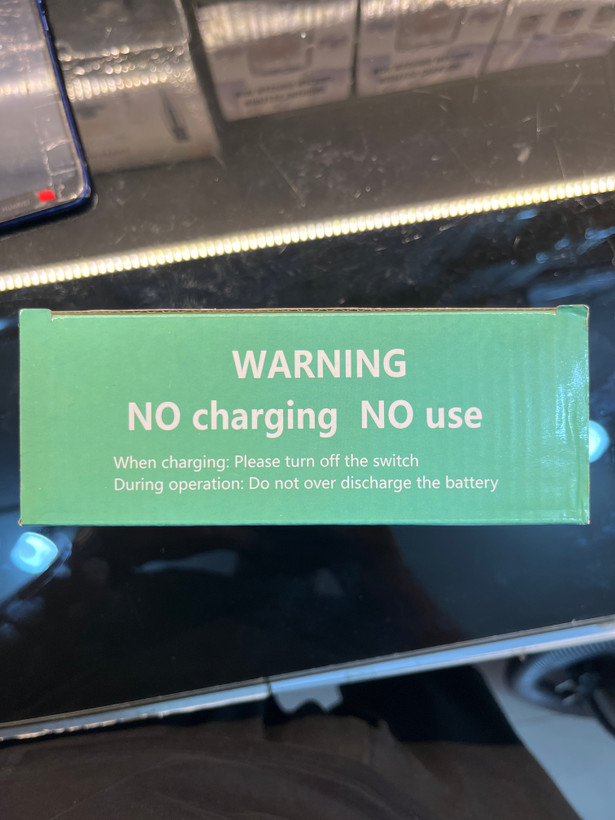 WARNING
NO charging NO use
When charging: Please turn off the switch
During operation: Do not over discharge the battery